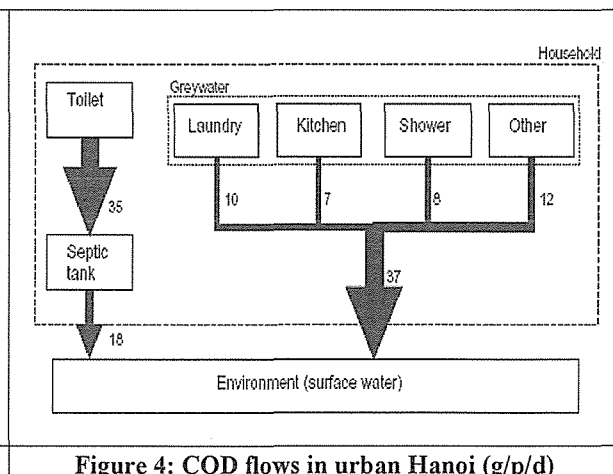 Household
Greywater
Toilet
Laundry
Kitchen
Shower
Other
10
7
8
12
35
Septic
tank
37
18
Environment (surface water)
Figure 4: COD flows in urban Hanoi (g/p/d)